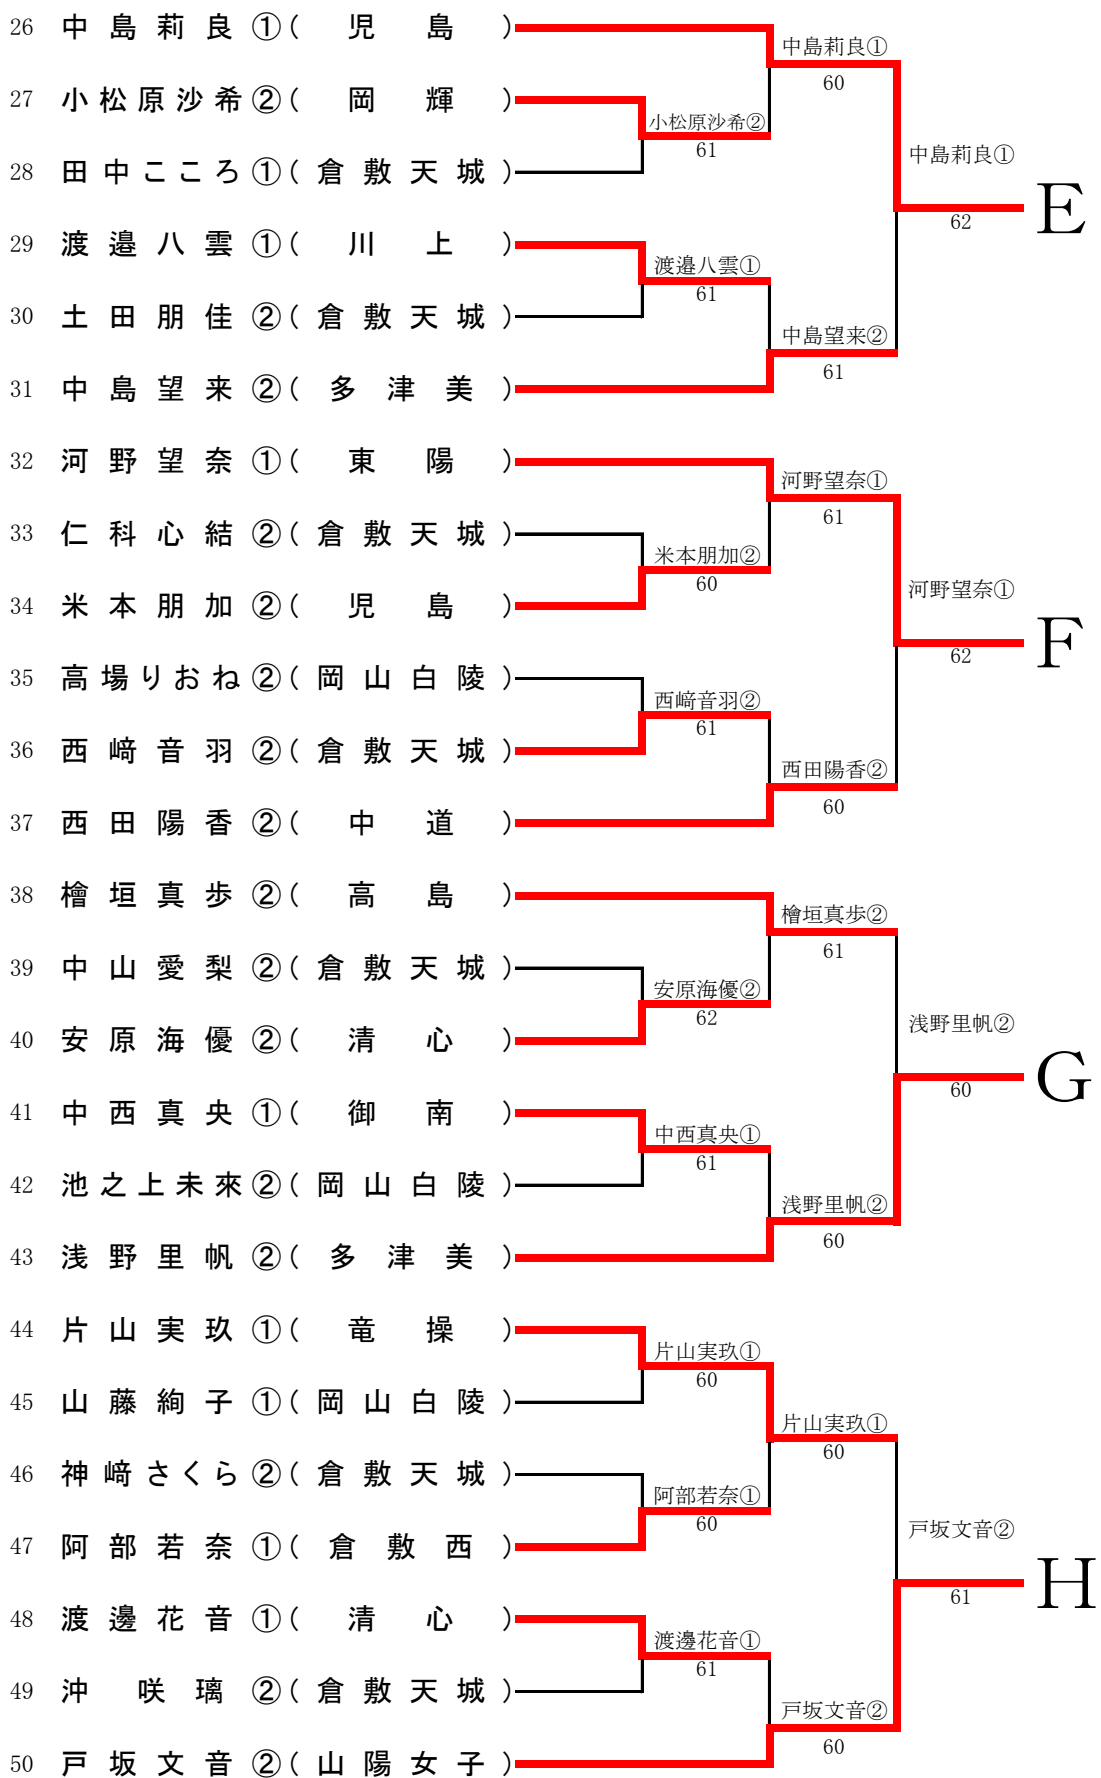 26 中島莉良①(児島)
中島莉良①
60
27 小松原沙希②(岡輝)
小松原沙希②
61
中島莉良①
28 田中こころ①(倉敷天城)
E
62
29 渡邉八雲①(川上)
渡邉八雲①
61
30 土田朋佳②(倉敷天城)
中島望来②
61
31 中島望来②(多津美)
32 河野望奈①(東陽)
河野望奈①
61
33 仁科心結②(倉敷天城)
米本朋加②
60
河野望奈①
34 米本朋加②(児島)
F
62
35 高場りおね②(岡山白陵)
西﨑音羽②
61
36 西﨑音羽②(倉敷天城)
西田陽香②
60
37 西田陽香②(中道)
38 檜垣真歩②(高島)
檜垣真歩②
61
39 中山愛梨②(倉敷天城)
安原海優②
62
浅野里帆②
40 安原海優②(清心)
G
60
41 中西真央①(御南)
中西真央①
61
42 池之上未來②(岡山白陵)
浅野里帆②
60
43 浅野里帆②(多津美)
44 片山実玖①(竜操)
片山実玖①
60
45 山藤絢子①(岡山白陵)
片山実玖①
60
46 神﨑さくら②(倉敷天城)
阿部若奈①
60
戸坂文音②
47 阿部若奈①(倉敷西)
H
61
48 渡邊花音①(清心)
渡邊花音①
61
49 沖咲璃②(倉敷天城)
戸坂文音②
60
50 戸坂文音②(山陽女子)